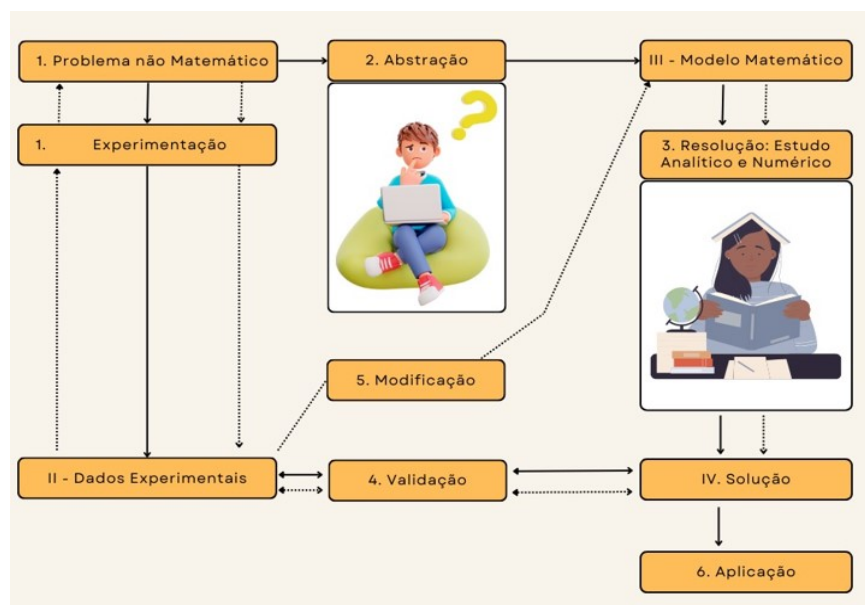 1. Problema não Matemático
2. Abstração
III - Modelo Matemático
1. Experimentação
3. Resolução: Estudo
Analítico e Numérico
?
5. Modificação
II - Dados Experimentais
4. Validação
IV. Solução
6. Aplicação